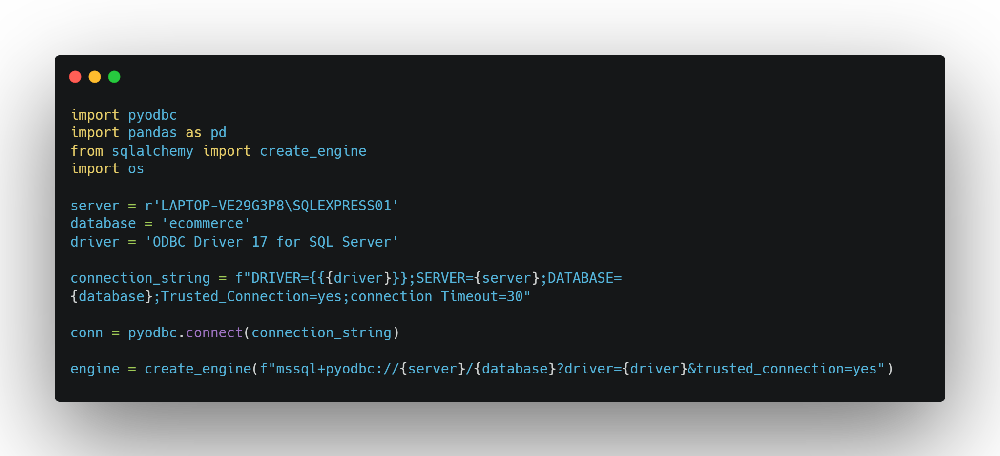 import pyodbc
import pandas as pd
from sqlalchemy import create_engine
import os
server = r'LAPTOP-VE29G3P8\SQLEXPRESS01'
database = 'ecommerce'
driver = 'ODBC Driver 17 for SQL Server'
connection_string = f"DRIVER={{{driver}}};SERVER={server};DATABASE=
{database};Trusted_Connection=yes;connection Timeout=30"
conn = pyodbc.connect(connection_string)
engine = create_engine(f"mssql+pyodbc://{server}/{database}?driver={driver}&trusted_connection=yes")